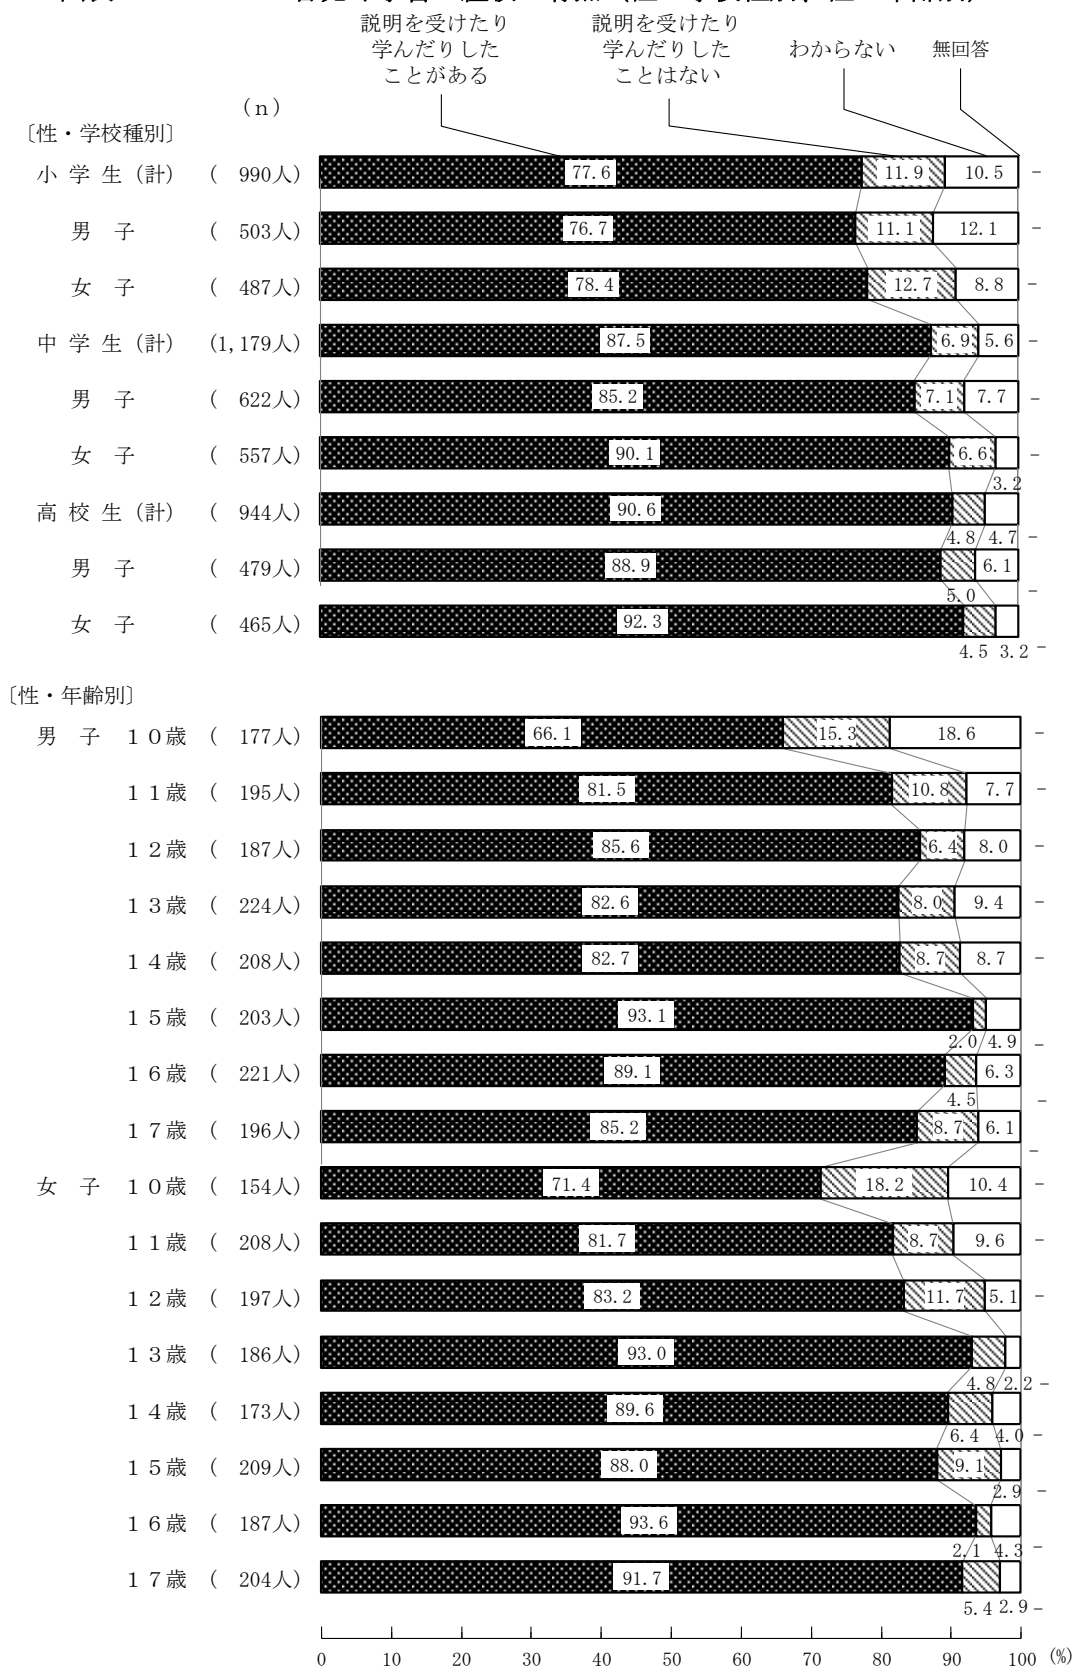 説明を受けたり
学んだりした
ことがある
説明を受けたり
学んだりした
ことはない
わからない
無回答
(n)
〔性・学校種別〕
小 学 生 (計) ( 990人) 77.6 11.9 10.5 －
男 子 ( 503人) 76.7 11.1 12.1 －
女 子 ( 487人) 78.4 12.7 8.8 －
中 学 生 (計) (1,179人) 87.5 6.9 5.6 －
男 子 ( 622人) 85.2 7.1 7.7 －
女 子 ( 557人) 90.1 6.6 3.2 －
高 校 生 (計) ( 944人) 90.6 4.8 4.7 －
男 子 ( 479人) 88.9 5.0 6.1 －
女 子 ( 465人) 92.3 4.5 3.2 －
〔性・年齢別〕
男 子 １０歳 ( 177人) 66.1 15.3 18.6 －
１１歳 ( 195人) 81.5 10.8 7.7 －
１２歳 ( 187人) 85.6 6.4 8.0 －
１３歳 ( 224人) 82.6 8.0 9.4 －
１４歳 ( 208人) 82.7 8.7 8.7 －
１５歳 ( 203人) 93.1 2.0 4.9 －
１６歳 ( 221人) 89.1 4.5 6.3 －
１７歳 ( 196人) 85.2 8.7 6.1 －
女 子 １０歳 ( 154人) 71.4 18.2 10.4 －
１１歳 ( 208人) 81.7 8.7 9.6 －
１２歳 ( 197人) 83.2 11.7 5.1 －
１３歳 ( 186人) 93.0 4.8 2.2 －
１４歳 ( 173人) 89.6 6.4 4.0 －
１５歳 ( 209人) 88.0 9.1 2.9 －
１６歳 ( 187人) 93.6 2.1 4.3 －
１７歳 ( 204人) 91.7 5.4 2.9 －
0 10 20 30 40 50 60 70 80 90 100 (%)